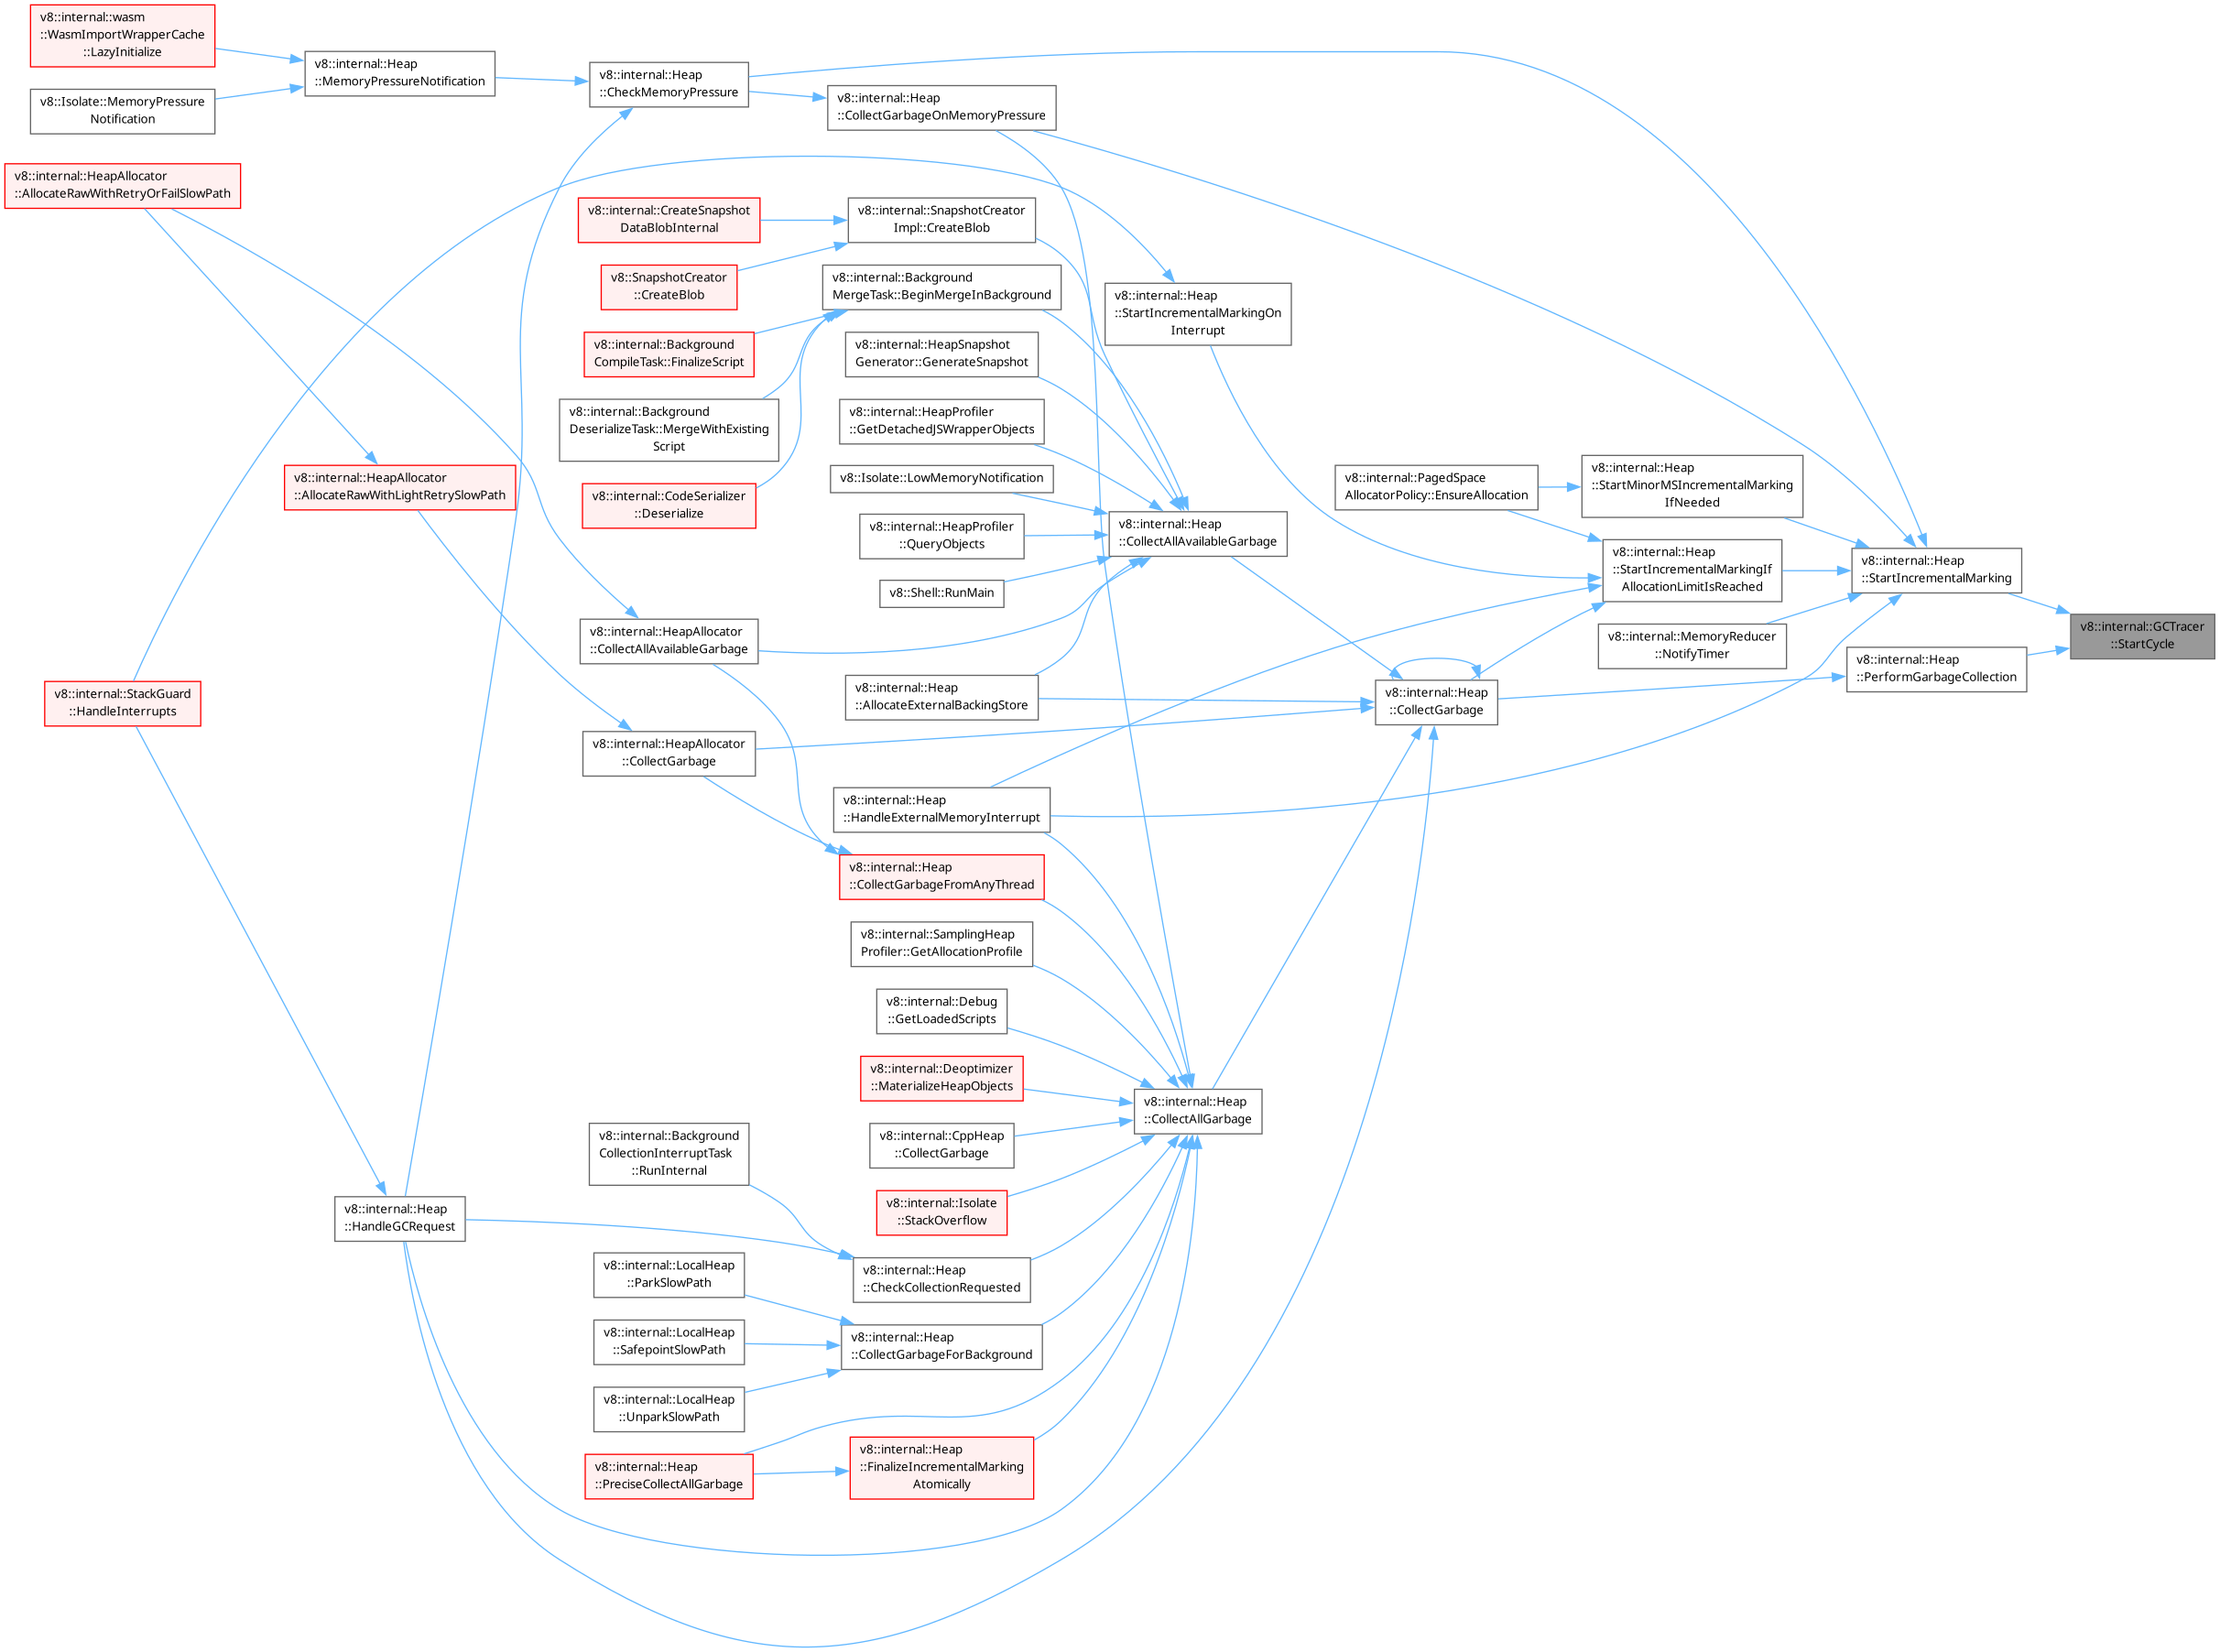 v8::internal::wasm
::WasmImportWrapperCache
::LazyInitialize
v8::Isolate::MemoryPressure
Notification
v8::internal::Heap
::MemoryPressureNotification
v8::internal::Heap
::CheckMemoryPressure
v8::internal::Heap
::CollectGarbageOnMemoryPressure
v8::internal::HeapAllocator
::AllocateRawWithRetryOrFailSlowPath
v8::internal::CreateSnapshot
DataBlobInternal
v8::internal::SnapshotCreator
Impl::CreateBlob
v8::SnapshotCreator
::CreateBlob
v8::internal::Background
MergeTask::BeginMergeInBackground
v8::internal::Heap
::StartIncrementalMarkingOn
Interrupt
v8::internal::Background
CompileTask::FinalizeScript
v8::internal::HeapSnapshot
Generator::GenerateSnapshot
v8::internal::Background
DeserializeTask::MergeWithExisting
Script
v8::internal::HeapProfiler
::GetDetachedJSWrapperObjects
v8::internal::HeapAllocator
::AllocateRawWithLightRetrySlowPath
v8::internal::CodeSerializer
::Deserialize
v8::Isolate::LowMemoryNotification
v8::internal::PagedSpace
AllocatorPolicy::EnsureAllocation
v8::internal::Heap
::StartMinorMSIncrementalMarking
IfNeeded
v8::internal::HeapProfiler
::QueryObjects
v8::internal::Heap
::CollectAllAvailableGarbage
v8::internal::Heap
::StartIncrementalMarkingIf
AllocationLimitIsReached
v8::internal::Heap
::StartIncrementalMarking
v8::Shell::RunMain
v8::internal::HeapAllocator
::CollectAllAvailableGarbage
v8::internal::MemoryReducer
::NotifyTimer
v8::internal::GCTracer
::StartCycle
v8::internal::Heap
::PerformGarbageCollection
v8::internal::StackGuard
::HandleInterrupts
v8::internal::Heap
::AllocateExternalBackingStore
v8::internal::Heap
::CollectGarbage
v8::internal::HeapAllocator
::CollectGarbage
v8::internal::Heap
::HandleExternalMemoryInterrupt
v8::internal::Heap
::CollectGarbageFromAnyThread
v8::internal::SamplingHeap
Profiler::GetAllocationProfile
v8::internal::Debug
::GetLoadedScripts
v8::internal::Deoptimizer
::MaterializeHeapObjects
v8::internal::Heap
::CollectAllGarbage
v8::internal::Background
CollectionInterruptTask
::RunInternal
v8::internal::CppHeap
::CollectGarbage
v8::internal::Isolate
::StackOverflow
v8::internal::Heap
::HandleGCRequest
v8::internal::LocalHeap
::ParkSlowPath
v8::internal::Heap
::CheckCollectionRequested
v8::internal::LocalHeap
::SafepointSlowPath
v8::internal::Heap
::CollectGarbageForBackground
v8::internal::LocalHeap
::UnparkSlowPath
v8::internal::Heap
::PreciseCollectAllGarbage
v8::internal::Heap
::FinalizeIncrementalMarking
Atomically